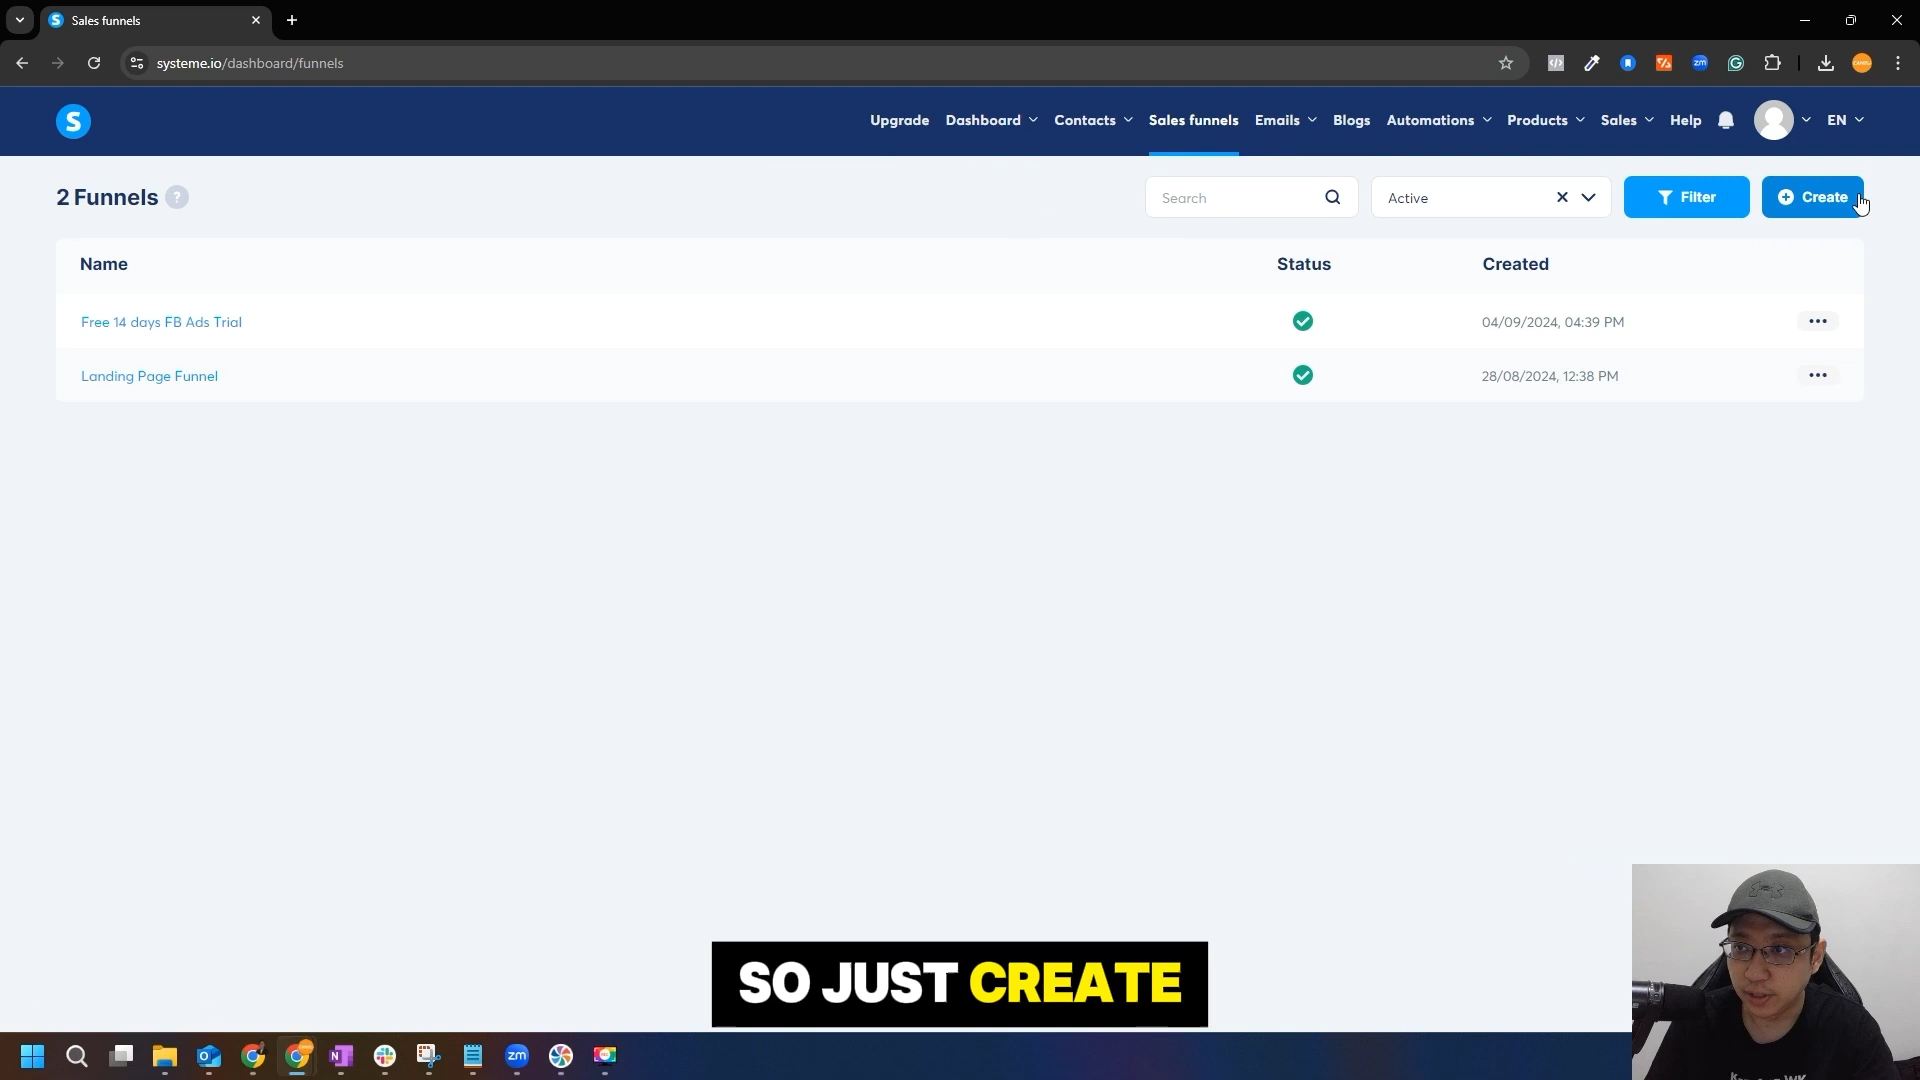 Sales funnels
systeme.io/dashboard/funnels
S
Upgrade Dashboard Contacts Sales funnels Emails Blogs Automations Products Sales Help EN
2 Funnels ?
Search
Active
Filter
Create
Name Status Created
Free 14 days FB Ads Trial 04/09/2024, 04:39 PM
Landing Page Funnel 28/08/2024, 12:38 PM
SO JUST CREATE